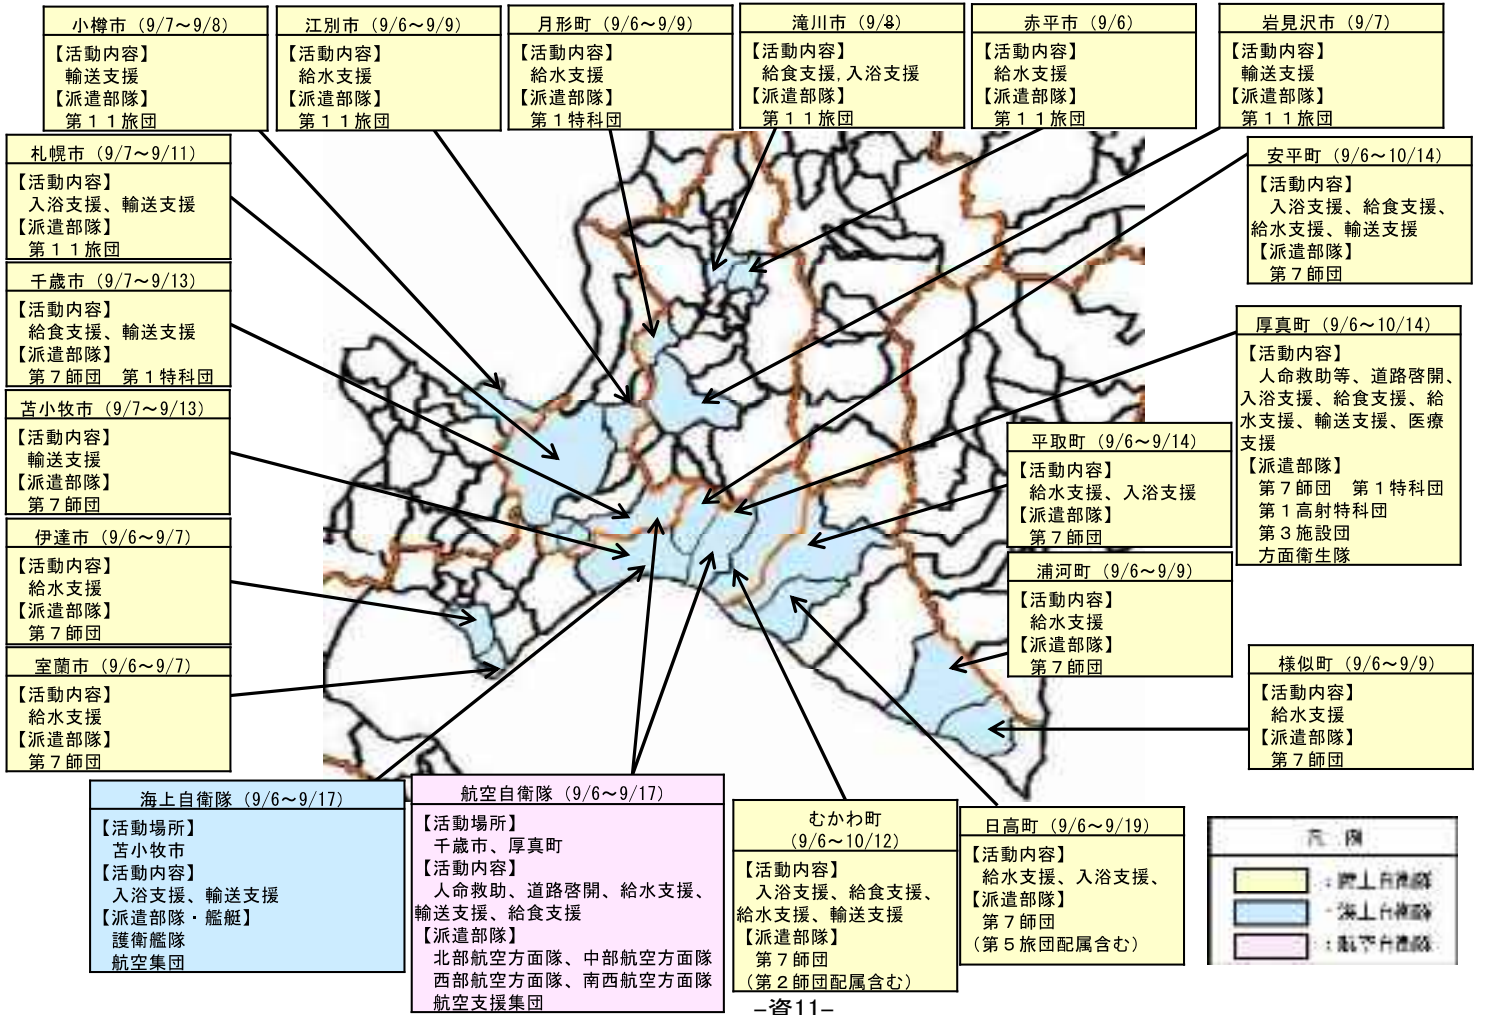 小樽市（9/7～9/8）
【活動内容】
輸送支援
【派遣部隊】
第１１旅団
江別市（9/6～9/9）
【活動内容】
給水支援
【派遣部隊】
第１１旅団
月形町（9/6～9/9）
【活動内容】
給水支援
【派遣部隊】
第１特科団
滝川市（9/8）
【活動内容】
給食支援,入浴支援
【派遣部隊】
第１１旅団
赤平市（9/6）
【活動内容】
給水支援
【派遣部隊】
第１１旅団
岩見沢市（9/7）
【活動内容】
輸送支援
【派遣部隊】
第１１旅団
札幌市（9/7～9/11）
【活動内容】
入浴支援、輸送支援
【派遣部隊】
第１１旅団
安平町（9/6～10/14）
【活動内容】
入浴支援、給食支援、
給水支援、輸送支援
【派遣部隊】
第７師団
千歳市（9/7～9/13）
【活動内容】
給食支援、輸送支援
【派遣部隊】
第７師団　第１特科団
厚真町（9/6～10/14）
【活動内容】
人命救助等、道路啓開、
入浴支援、給食支援、給
水支援、輸送支援、医療
支援
【派遣部隊】
第７師団　第１特科団
第１高射特科団
第３施設団
方面衛生隊
苫小牧市（9/7～9/13）
【活動内容】
輸送支援
【派遣部隊】
第７師団
平取町（9/6～9/14）
【活動内容】
給水支援、入浴支援
【派遣部隊】
第７師団
伊達市（9/6～9/7）
【活動内容】
給水支援
【派遣部隊】
第７師団
浦河町（9/6～9/9）
【活動内容】
給水支援
【派遣部隊】
第７師団
室蘭市（9/6～9/7）
【活動内容】
給水支援
【派遣部隊】
第７師団
様似町（9/6～9/9）
【活動内容】
給水支援
【派遣部隊】
第７師団
海上自衛隊（9/6～9/17）
【活動場所】
苫小牧市
【活動内容】
入浴支援、輸送支援
【派遣部隊・艦艇】
護衛艦隊
航空集団
航空自衛隊（9/6～9/17）
【活動場所】
千歳市、厚真町
【活動内容】
人命救助、道路啓開、給水支援、
輸送支援、給食支援
【派遣部隊】
北部航空方面隊、中部航空方面隊
西部航空方面隊、南西航空方面隊
航空支援集団
むかわ町
（9/6～10/12）
【活動内容】
入浴支援、給食支援、
給水支援、輸送支援
【派遣部隊】
第７師団
（第２師団配属含む）
日高町（9/6～9/19）
【活動内容】
給水支援、入浴支援、
【派遣部隊】
第７師団
（第５旅団配属含む）
凡　例
：陸上自衛隊
：海上自衛隊
：航空自衛隊
−資11−